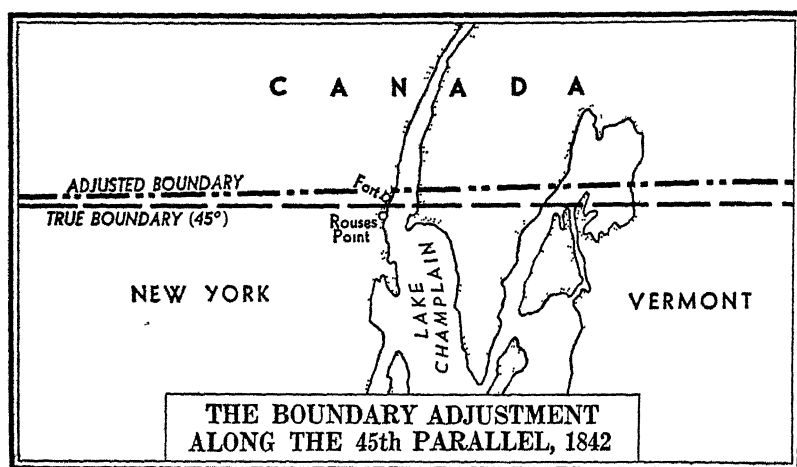 CANADA
ADJUSTED BOUNDARY
Fort
TRUE BOUNDARY (45°)
Rouses
Point
NEW YORK
LAKE
CHAMPLAIN
VERMONT
THE BOUNDARY ADJUSTMENT
ALONG THE 45th PARALLEL, 1842